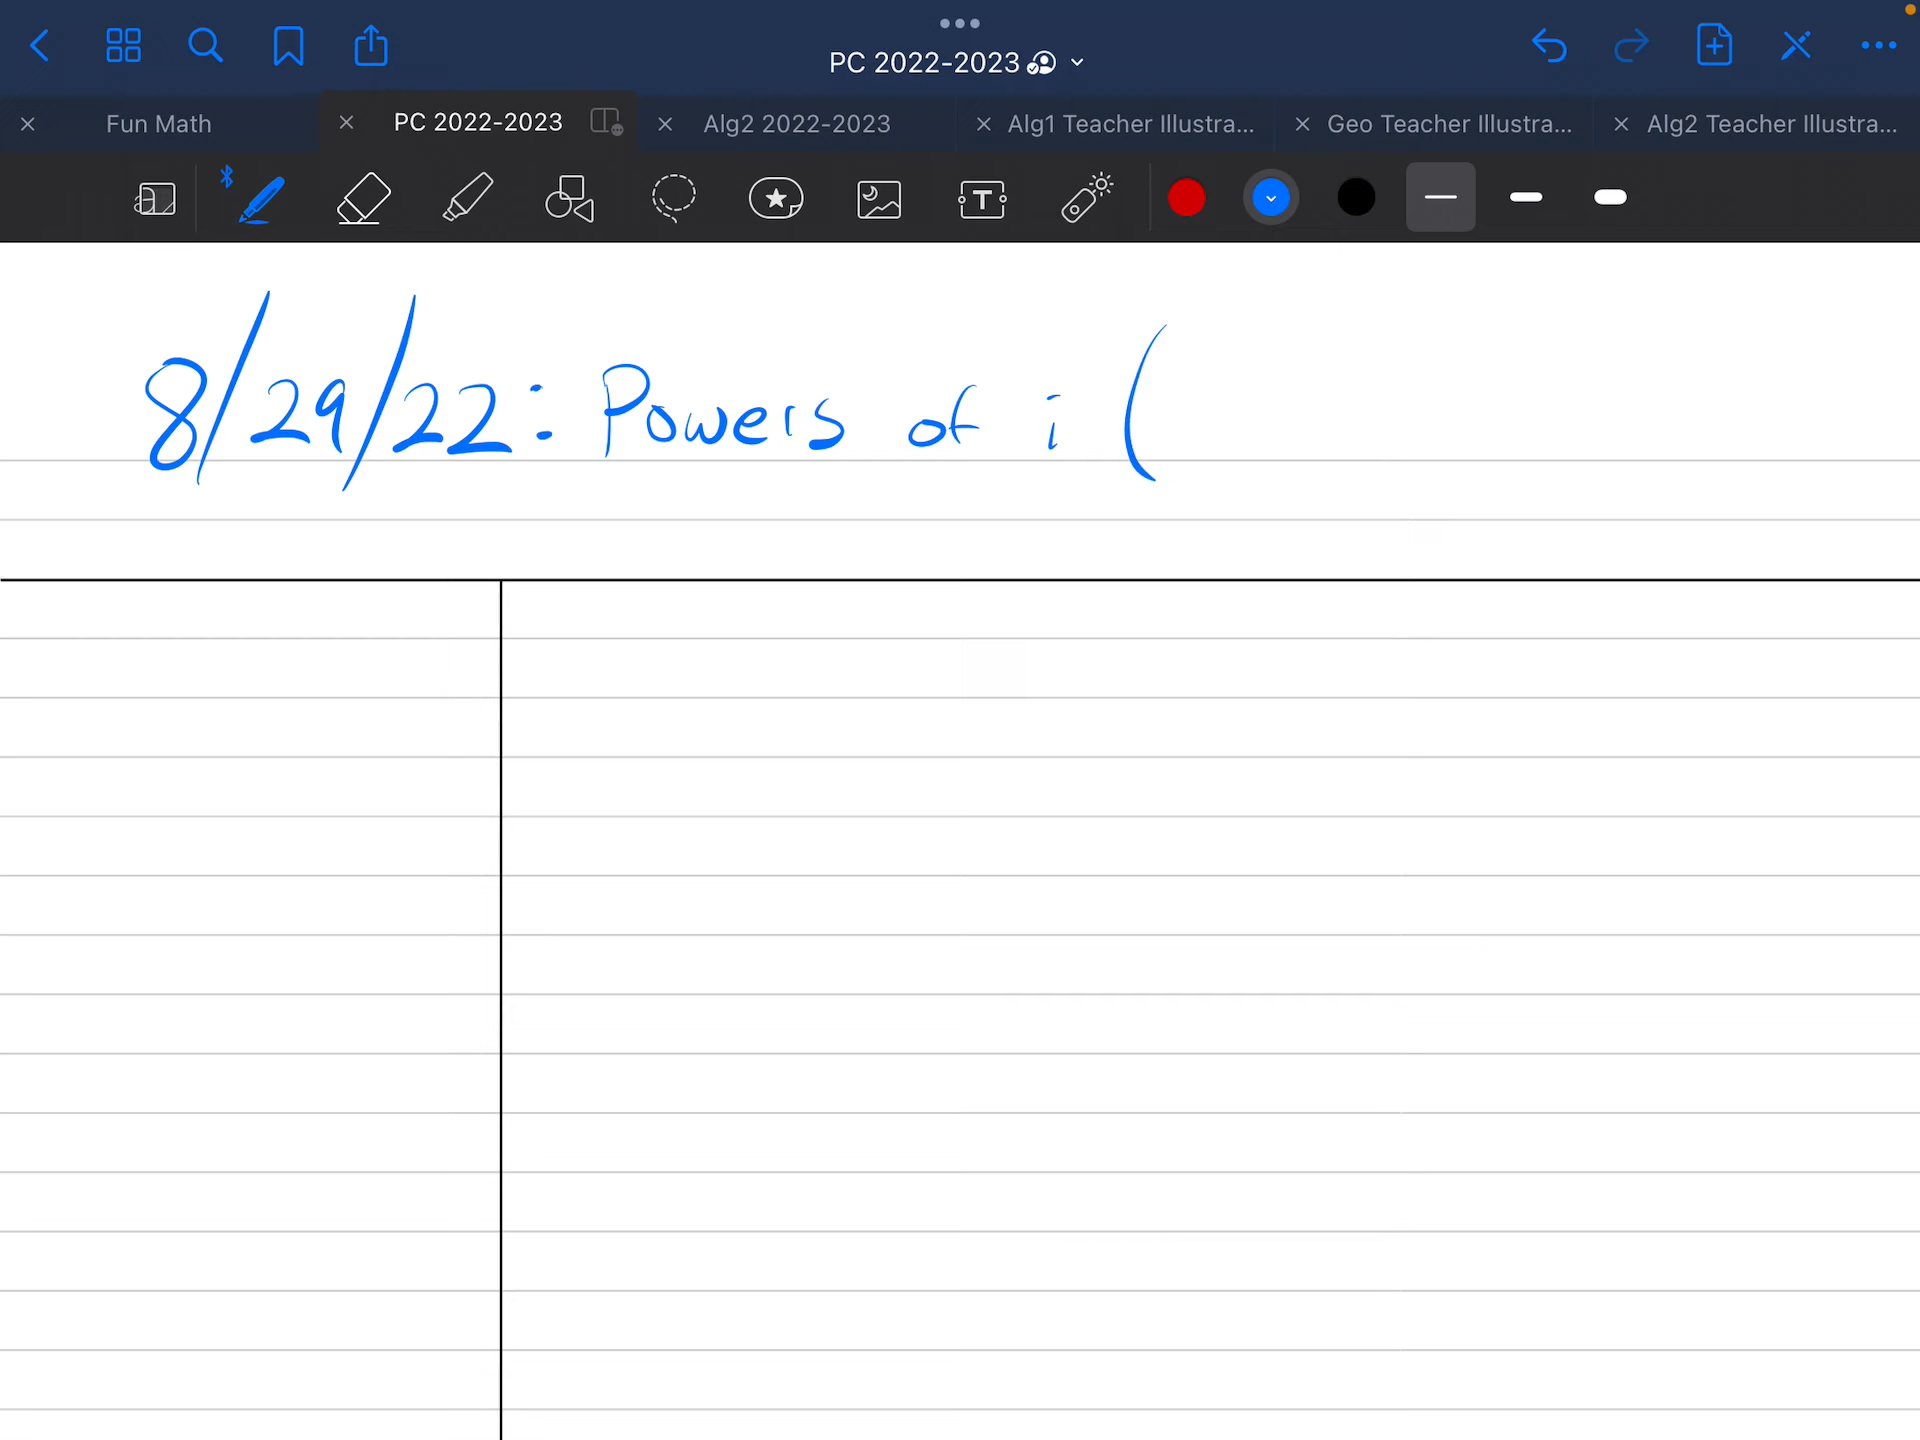 PC 2022-2023
Fun Math
PC 2022-2023
Alg2 2022-2023
Alg1 Teacher Illustra...
Geo Teacher Illustra...
Alg2 Teacher Illustra...
8/29/22: Powers of i (